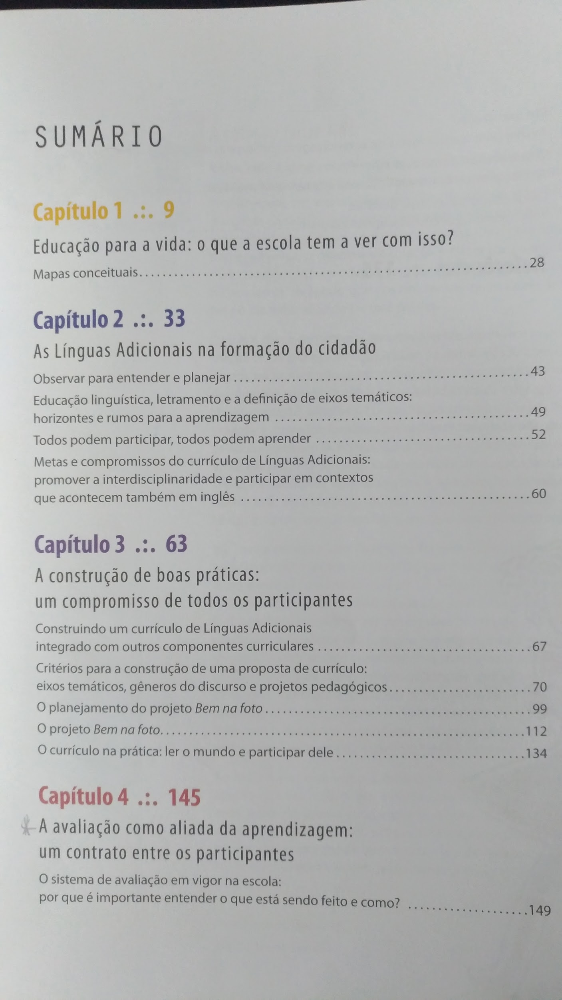 SUMÁRIO
Capítulo 1 .:. 9
Educação para a vida: o que a escola tem a ver com isso?
Mapas conceituais.................................................................28
Capítulo 2 .:. 33
As Línguas Adicionais na formação do cidadão
Observar para entender e planejar..................................................43
Educação linguística, letramento e a definição de eixos temáticos:
horizontes e rumos para a aprendizagem............................................49
Todos podem participar, todos podem aprender.....................................52
Metas e compromissos do currículo de Línguas Adicionais:
promover a interdisciplinaridade e participar em contextos
que acontecem também em inglês..................................................60
Capítulo 3 .:. 63
A construção de boas práticas:
um compromisso de todos os participantes
Construindo um currículo de Línguas Adicionais
integrado com outros componentes curriculares.....................................67
Critérios para a construção de uma proposta de currículo:
eixos temáticos, gêneros do discurso e projetos pedagógicos........................70
O planejamento do projeto Bem na foto..............................................99
O projeto Bem na foto...............................................................112
O currículo na prática: ler o mundo e participar dele................................134
Capítulo 4 .:. 145
A avaliação como aliada da aprendizagem:
um contrato entre os participantes
O sistema de avaliação em vigor na escola:
por que é importante entender o que está sendo feito e como? .....................149